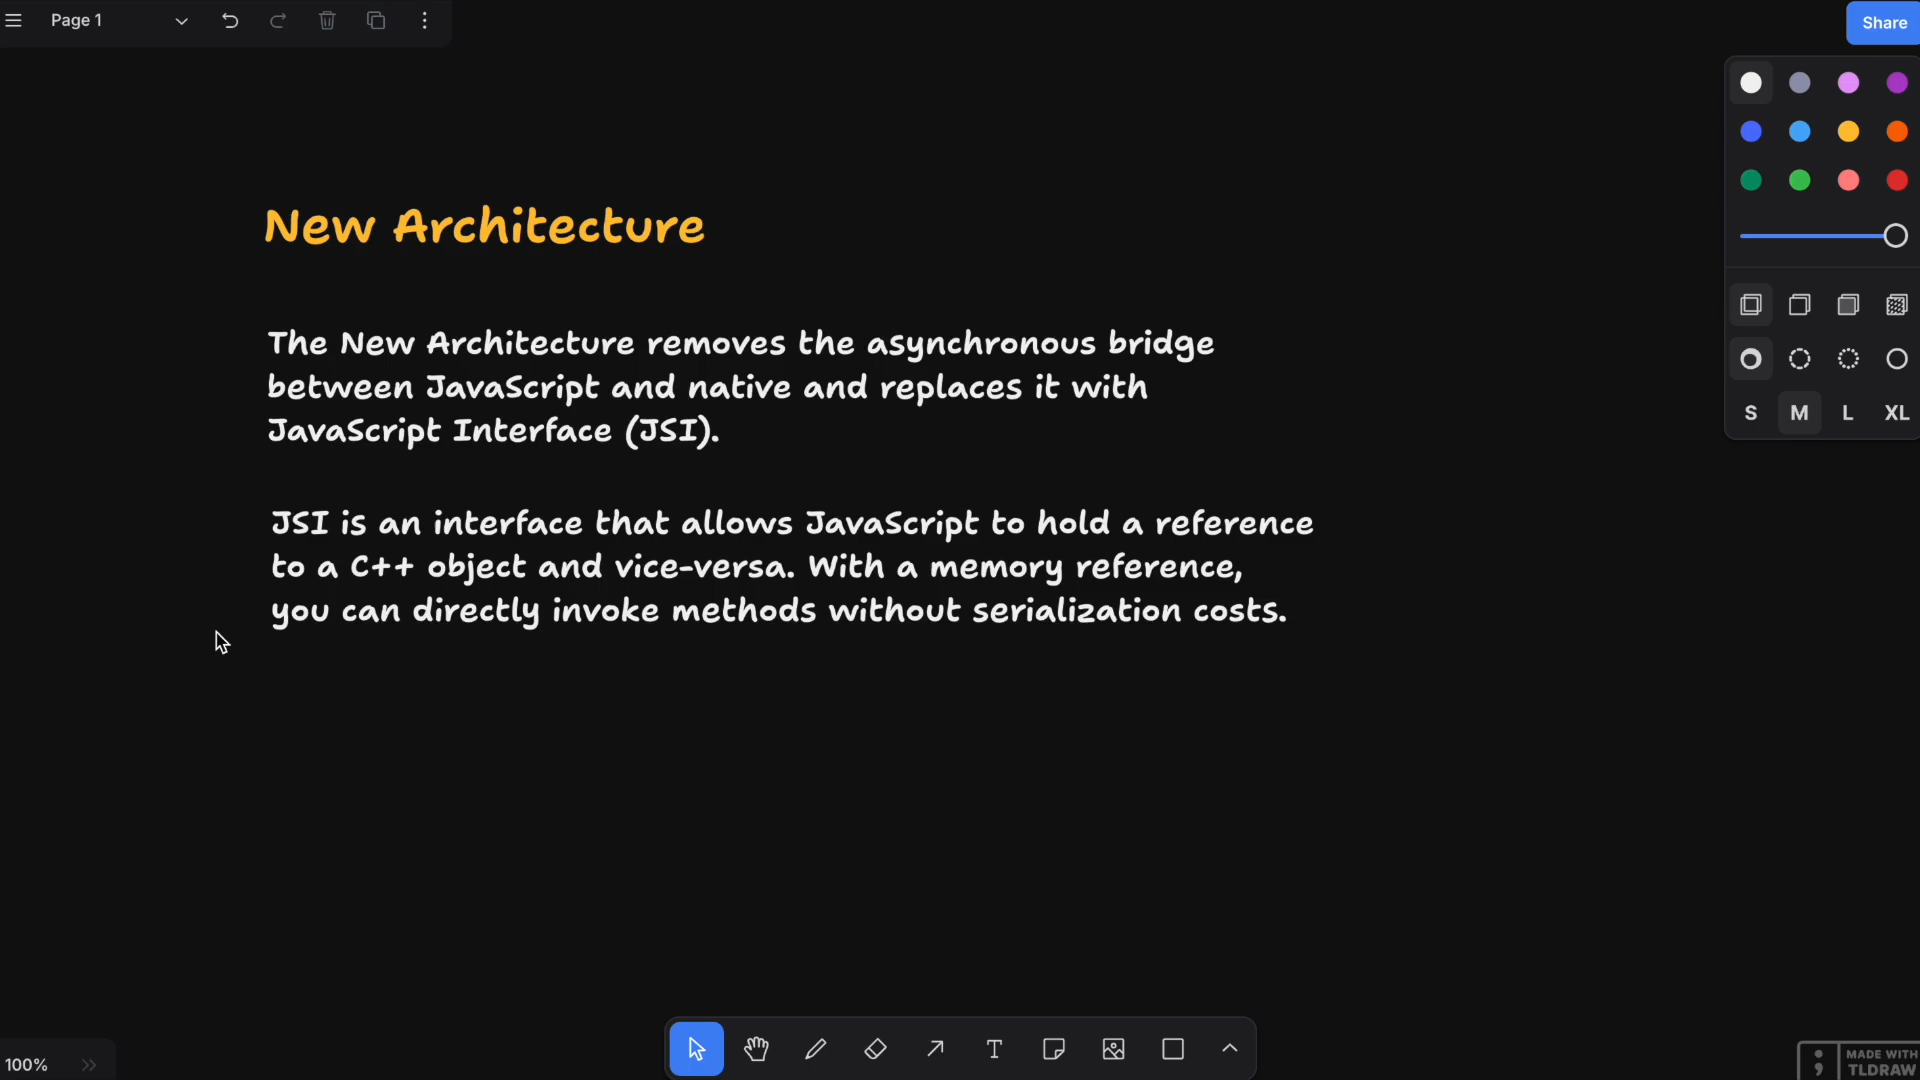 Page 1
Share
New Architecture
The New Architecture removes the asynchronous bridge
between JavaScript and native and replaces it with
JavaScript Interface (JSI).
JSI is an interface that allows JavaScript to hold a reference
to a C++ object and vice-versa. With a memory reference,
you can directly invoke methods without serialization costs.
S M L XL
100%
MADE WITH
TLDRAW